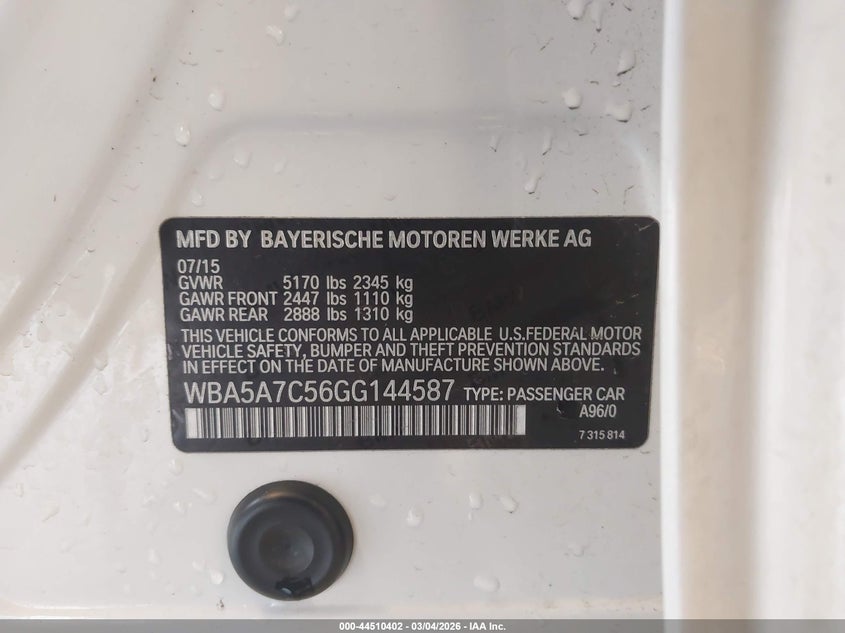 MFD BY BAYERISCHE MOTOREN WERKE AG
07/15
GVWR 5170 lbs 2345 kg
GAWR FRONT 2447 lbs 1110 kg
GAWR REAR 2888 lbs 1310 kg
THIS VEHICLE CONFORMS TO ALL APPLICABLE U.S.FEDERAL MOTOR
VEHICLE SAFETY, BUMPER AND THEFT PREVENTION STANDARDS
IN EFFECT ON THE DATE OF MANUFACTURE SHOWN ABOVE.
WBA5A7C56GG144587 TYPE: PASSENGER CAR
A96/0
7 315 814
000-44510402 - 03/04/2026 - IAA Inc.